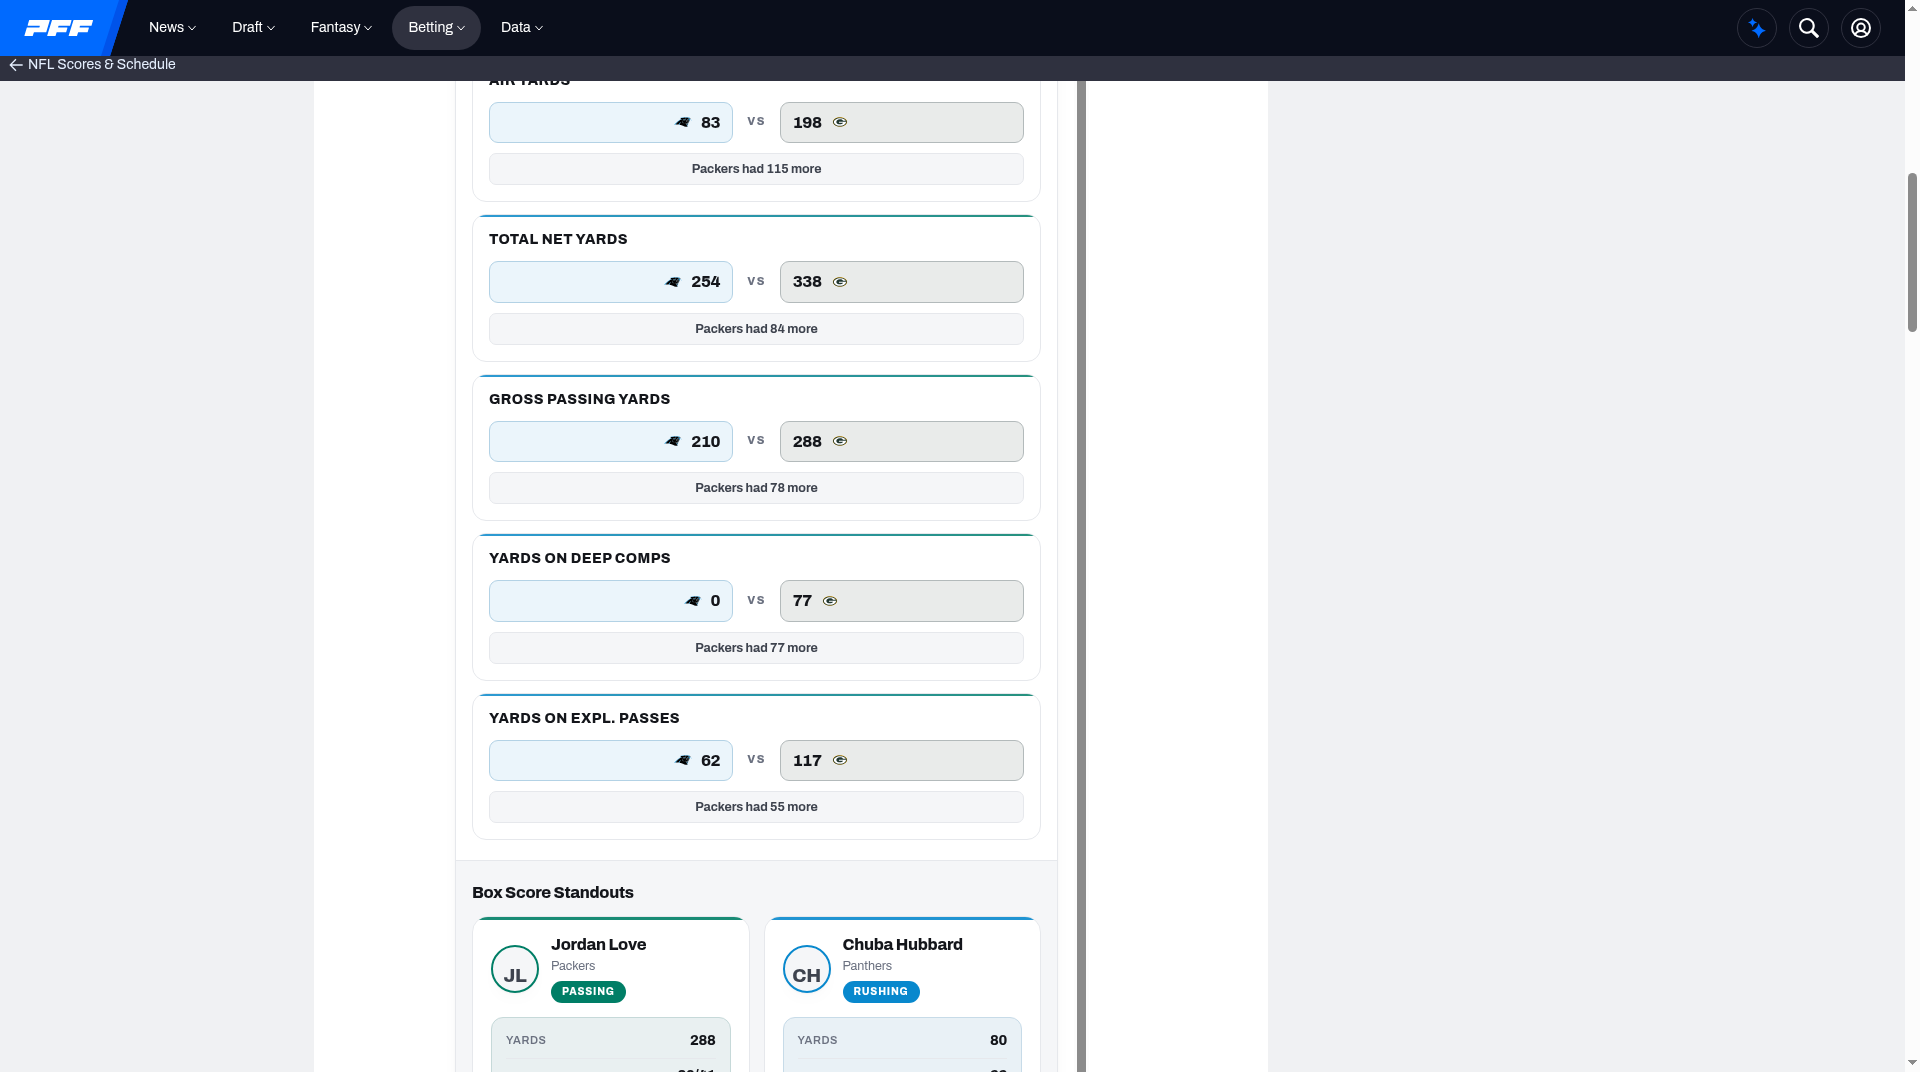 PFF
News
Draft
Fantasy
Betting
Data
NFL Scores & Schedule
AIR YARDS
83 VS 198
Packers had 115 more
TOTAL NET YARDS
254 VS 338
Packers had 84 more
GROSS PASSING YARDS
210 VS 288
Packers had 78 more
YARDS ON DEEP COMPS
0 VS 77
Packers had 77 more
YARDS ON EXPL. PASSES
62 VS 117
Packers had 55 more
Box Score Standouts
JL
Jordan Love
Packers
PASSING
YARDS 288
CH
Chuba Hubbard
Panthers
RUSHING
YARDS 80